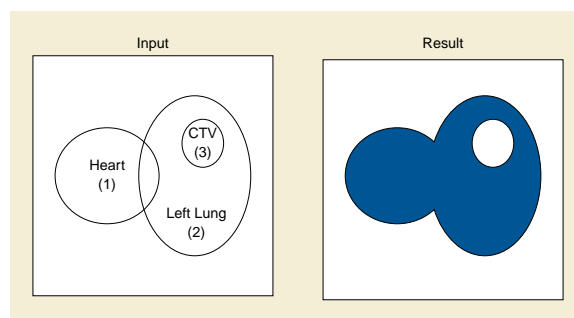 Input
Result
CTV
(3)
Heart
(1)
Left Lung
(2)